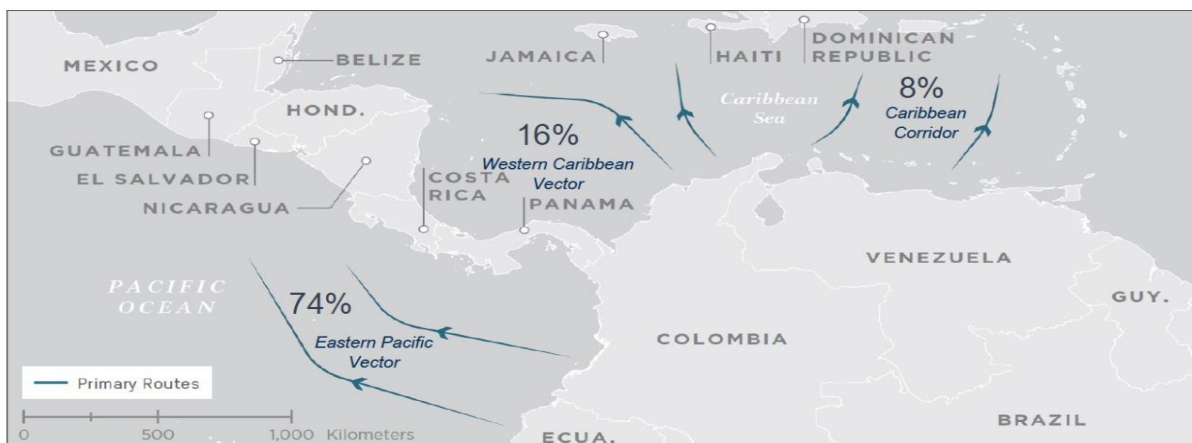 MEXICO
BELIZE
JAMAICA
HAITI
DOMINICAN
REPUBLIC
HOND.
Caribbean
Sea
8%
Caribbean
Corridor
16%
Western Caribbean
Vector
GUATEMALA
EL SALVADOR
NICARAGUA
COSTA
RICA
PANAMA
VENEZUELA
GUY.
PACIFIC
OCEAN
74%
Eastern Pacific
Vector
COLOMBIA
Primary Routes
BRAZIL
0 500 1,000 Kilometers
ECUA.